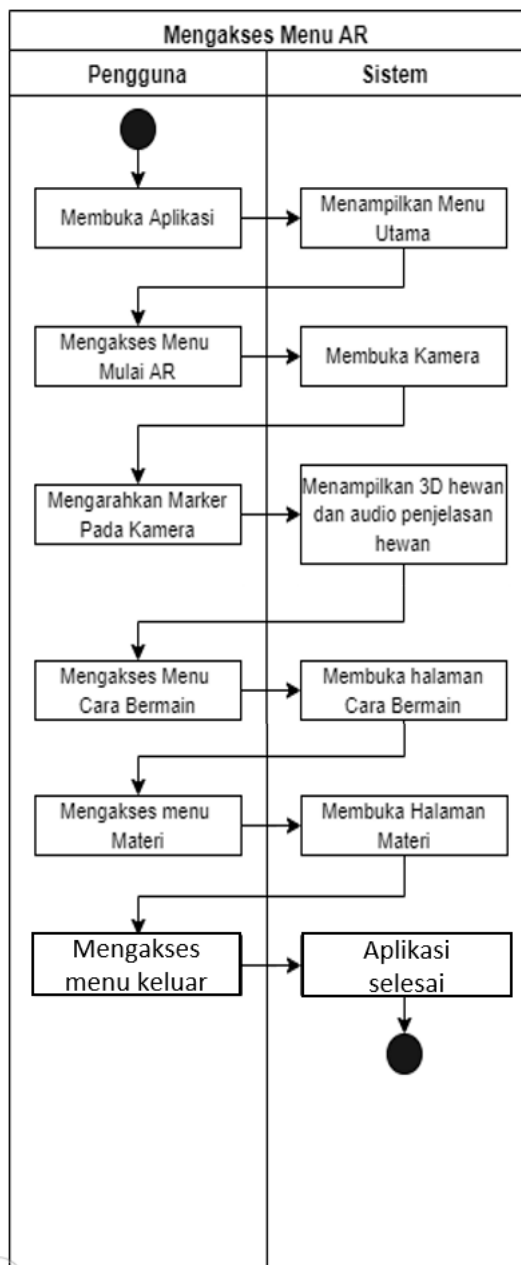 Mengakses Menu AR
Pengguna
Sistem
Membuka Aplikasi
Menampilkan Menu
Utama
Mengakses Menu
Mulai AR
Membuka Kamera
Mengarahkan Marker
Pada Kamera
Menampilkan 3D hewan
dan audio penjelasan
hewan
Mengakses Menu
Cara Bermain
Membuka halaman
Cara Bermain
Mengakses menu
Materi
Membuka Halaman
Materi
Mengakses
menu keluar
Aplikasi
selesai